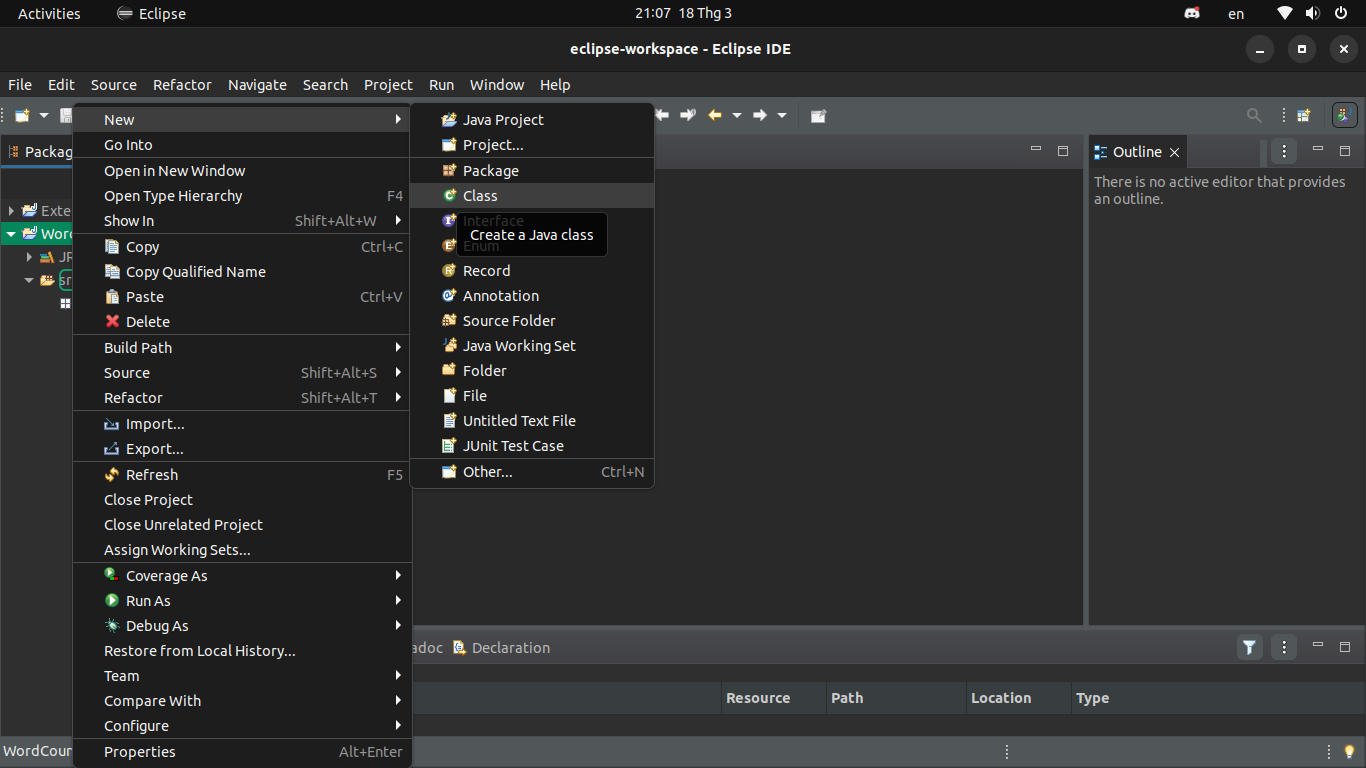 Activities Eclipse 21:07 18 Thg 3 en
eclipse-workspace - Eclipse IDE
File Edit Source Refactor Navigate Search Project Run Window Help
Packag
Exte
Word
JR
sr
New
Go Into
Open in New Window
Open Type Hierarchy F4
Show In Shift+Alt+W
Copy Ctrl+C
Copy Qualified Name
Paste Ctrl+V
Delete
Build Path
Source Shift+Alt+S
Refactor Shift+Alt+T
Import...
Export...
Refresh F5
Close Project
Close Unrelated Project
Assign Working Sets...
Coverage As
Run As
Debug As
Restore from Local History...
Team
Compare With
Configure
Properties Alt+Enter
Java Project
Project...
Package
Class
Interface
Create a Java class
Enum
Record
Annotation
Source Folder
Java Working Set
Folder
File
Untitled Text File
JUnit Test Case
Other... Ctrl+N
Outline
There is no active editor that provides
an outline.
adoc Declaration
Resource Path Location Type
WordCoun